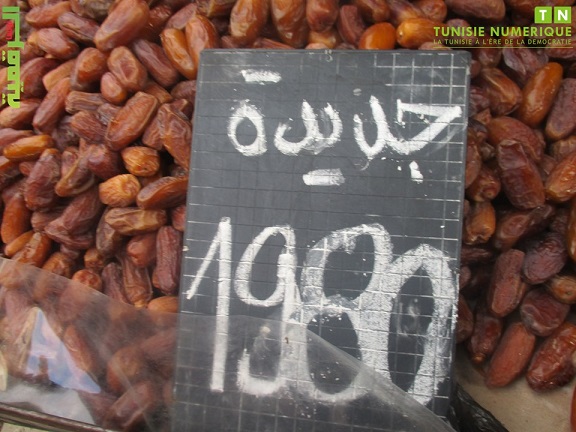 TN TUNISIE NUMERIQUE
LA TUNISIE À L'ÈRE DE LA DÉMOCRATIE
جديدة
1980